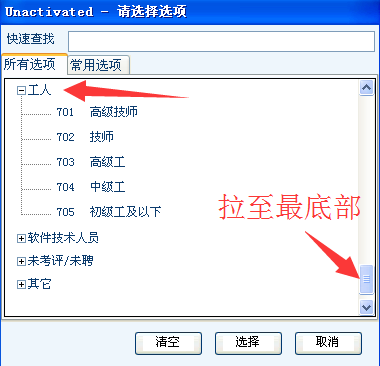 Unactivated - 请选择选项
快速查找
所有选项 常用选项
工人
701 高级技师
702 技师
703 高级工
704 中级工
705 初级工及以下
拉至最底部
软件技术人员
未考评/未聘
其它
清空 选择 取消